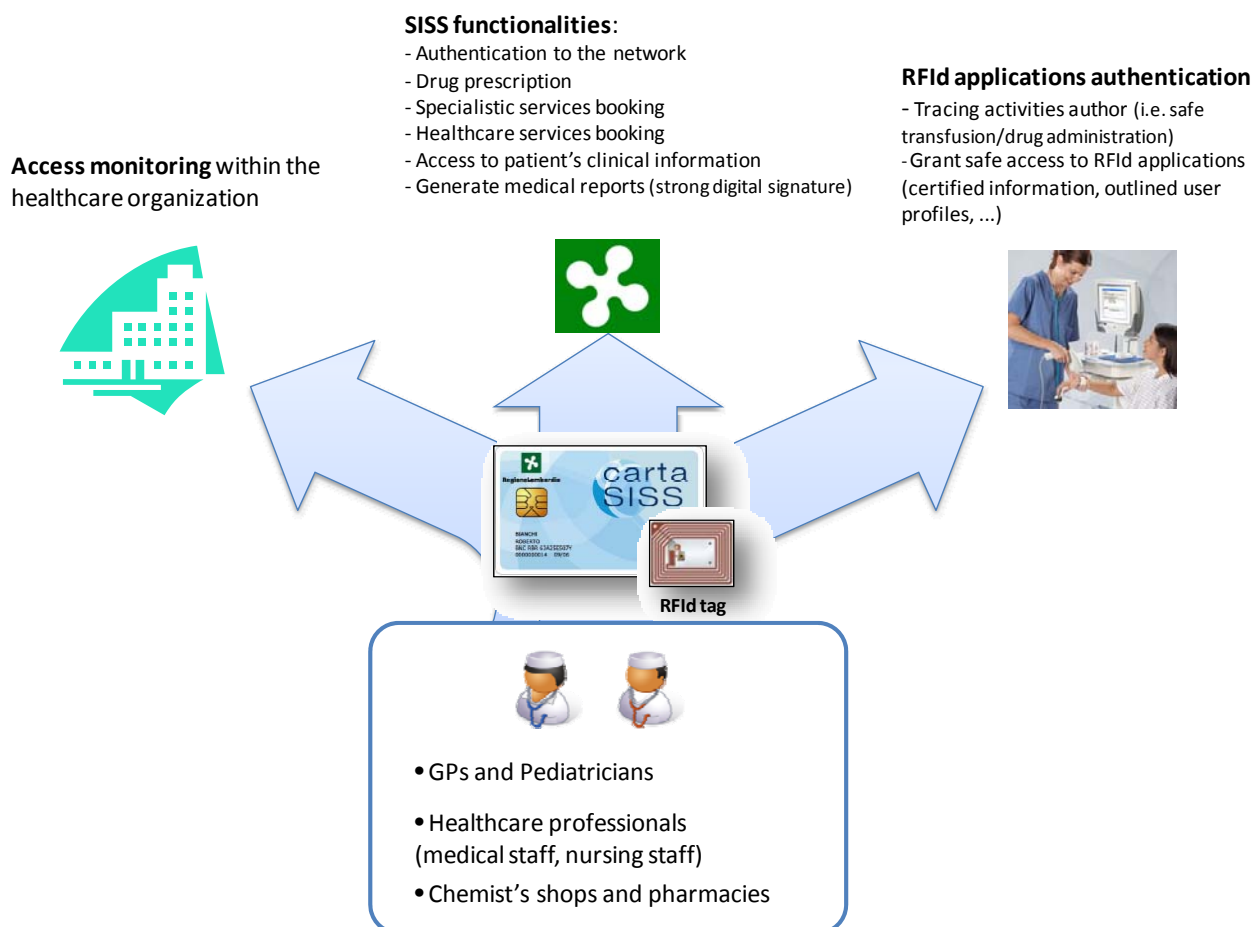 SISS functionalities:
- Authentication to the network
- Drug prescription
- Specialistic services booking
- Healthcare services booking
- Access to patient's clinical information
- Generate medical reports (strong digital signature)
RFId applications authentication
- Tracing activities author (i.e. safe
transfusion/drug administration)
- Grant safe access to RFId applications
(certified information, outlined user
profiles, ...)
Access monitoring within the
healthcare organization
RegioneLombardia
carta
SISS
BIANCHI
ROBERTO
RFId tag
• GPs and Pediatricians
• Healthcare professionals
(medical staff, nursing staff)
• Chemist's shops and pharmacies